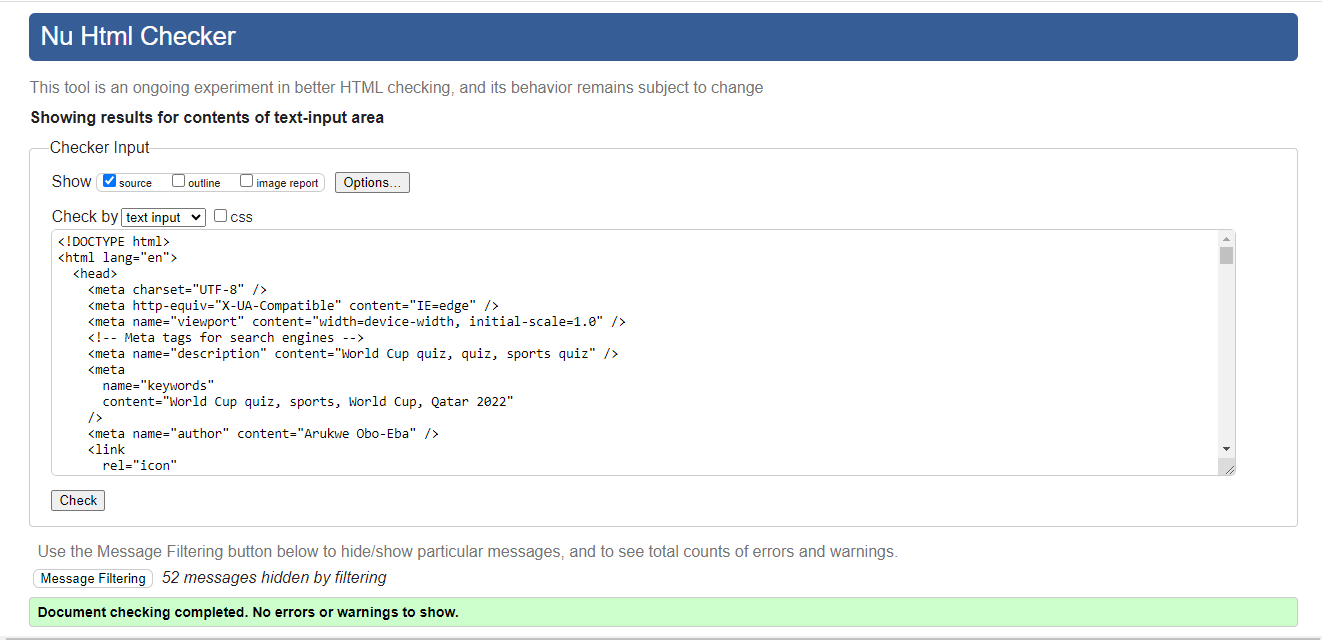 Nu Html Checker
This tool is an ongoing experiment in better HTML checking, and its behavior remains subject to change
Showing results for contents of text-input area
Checker Input
Show source outline image report Options...
Check by text input css
<!DOCTYPE html>
<html lang="en">
<head>
<meta charset="UTF-8" />
<meta http-equiv="X-UA-Compatible" content="IE=edge" />
<meta name="viewport" content="width=device-width, initial-scale=1.0" />
<!-- Meta tags for search engines -->
<meta name="description" content="World Cup quiz, quiz, sports quiz" />
<meta
name="keywords"
content="World Cup quiz, sports, World Cup, Qatar 2022"
/>
<meta name="author" content="Arukwe Obo-Eba" />
<link
rel="icon"
Check
Use the Message Filtering button below to hide/show particular messages, and to see total counts of errors and warnings.
Message Filtering 52 messages hidden by filtering
Document checking completed. No errors or warnings to show.